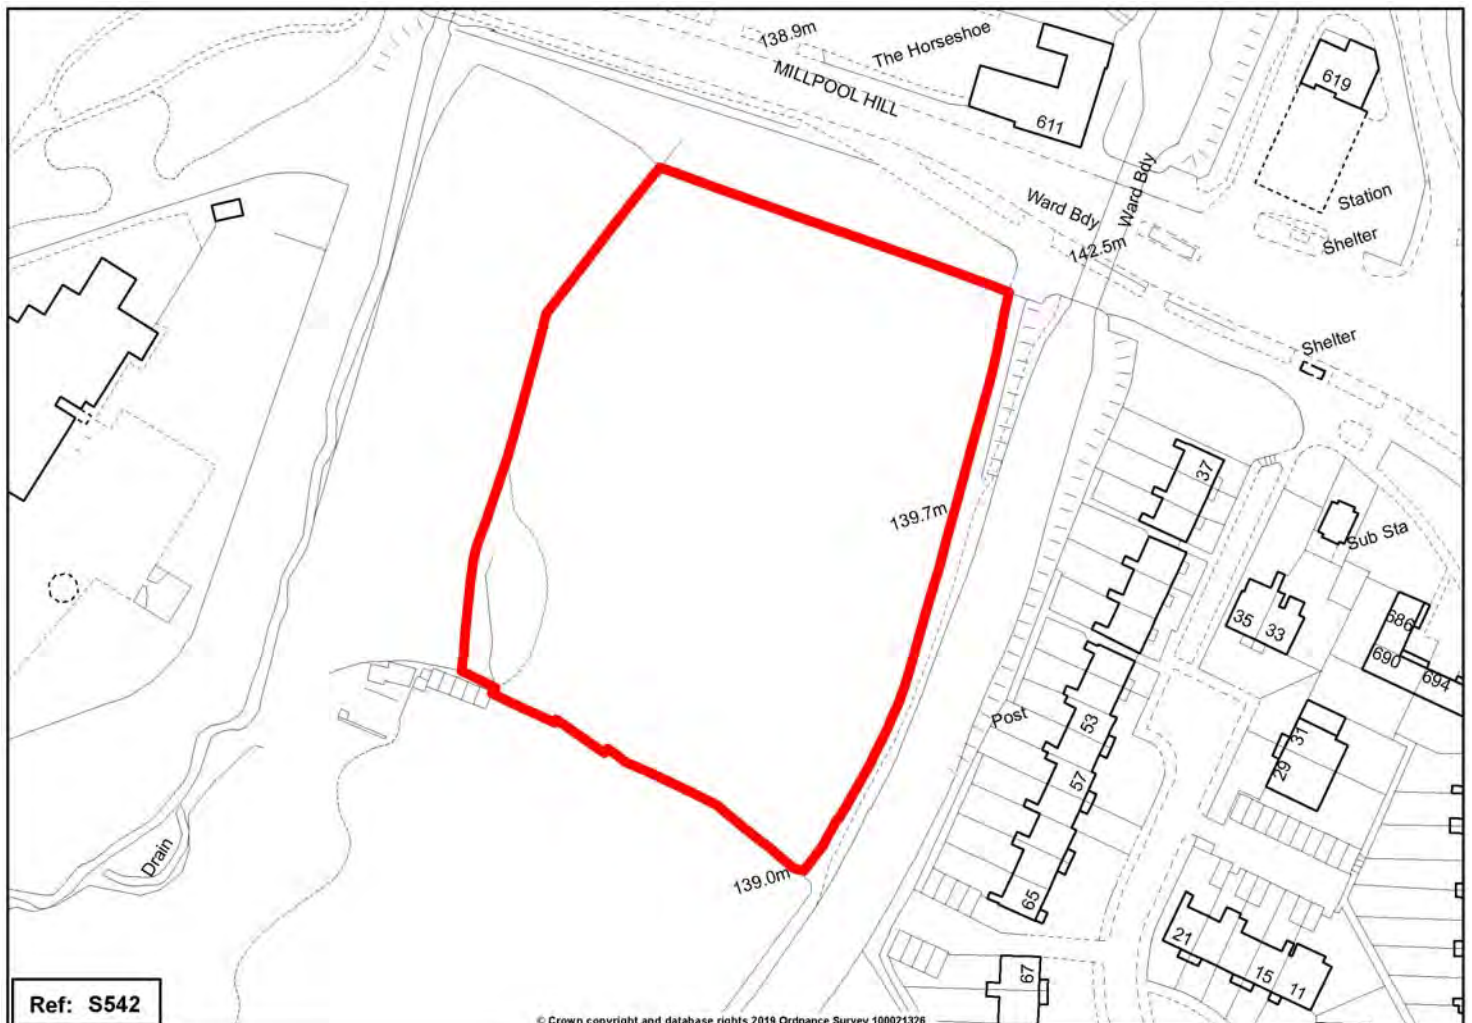 138.9m
The Horseshoe
MILLPOOL HILL
611
619
Station
Shelter
Ward Bdy
Ward Bdy
142.5m
Shelter
37
139.7m
Sub Sta
35
33
686
690
694
Post
53
57
31
29
65
Drain
139.0m
21
15
11
67
Ref: S542
© Crown copyright and database rights 2019 Ordnance Survey 100021326